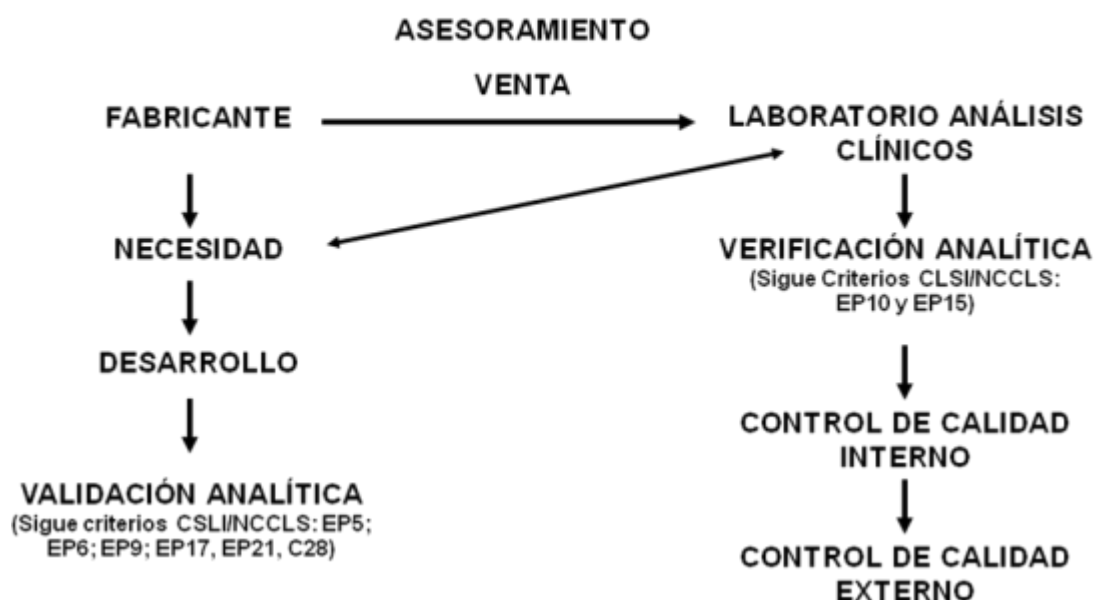 ASESORAMIENTO
VENTA
FABRICANTE
LABORATORIO ANÁLISIS
CLÍNICOS
NECESIDAD
VERIFICACIÓN ANALÍTICA
(Sigue Criterios CLSI/NCCLS:
EP10 y EP15)
DESARROLLO
CONTROL DE CALIDAD
INTERNO
VALIDACIÓN ANALÍTICA
(Sigue criterios CSLI/NCCLS: EP5;
EP6; EP9; EP17, EP21, C28)
CONTROL DE CALIDAD
EXTERNO